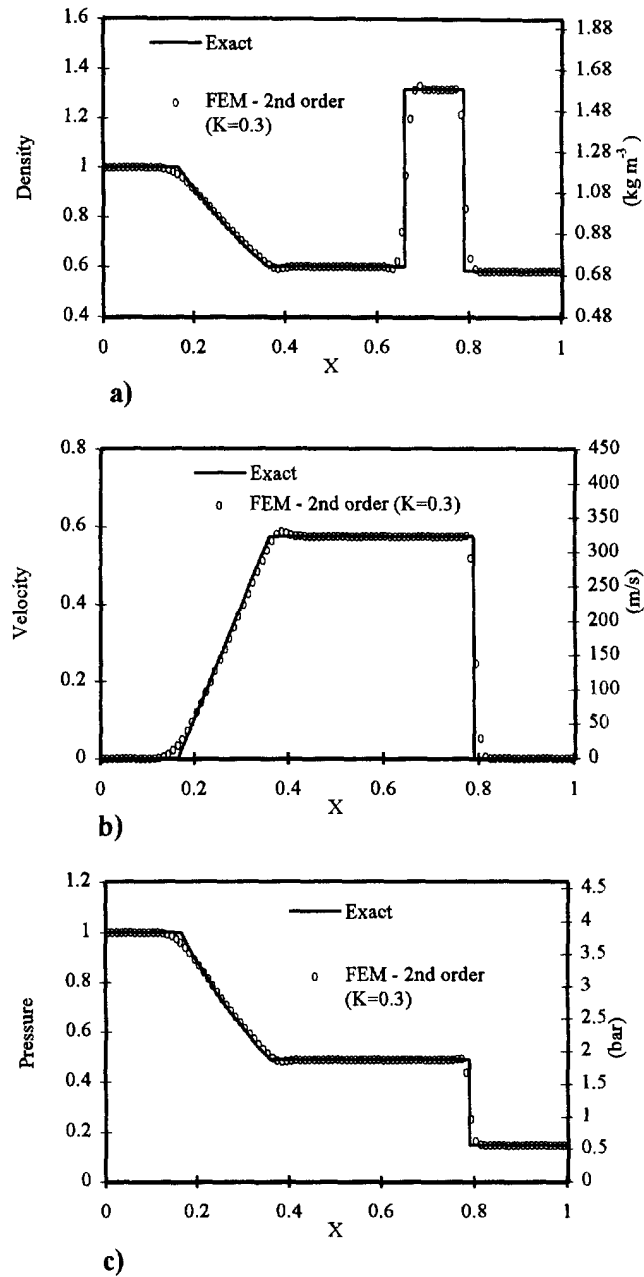 1.6
1.4
1.2
1
0.8
0.6
0.4
Density
Exact
FEM - 2nd order
(K=0.3)
1.88
1.68
1.48
1.28
1.08
0.88
0.68
0.48
(kg m⁻³)
0 0.2 0.4 0.6 0.8 1
X
a)
0.8
0.6
0.4
0.2
0
Velocity
Exact
FEM - 2nd order (K=0.3)
450
400
350
300
250
200
150
100
50
0
(m/s)
0 0.2 0.4 0.6 0.8 1
X
b)
1.2
1
0.8
0.6
0.4
0.2
0
Pressure
Exact
FEM - 2nd order
(K=0.3)
4.5
4
3.5
3
2.5
2
1.5
1
0.5
0
(bar)
0 0.2 0.4 0.6 0.8 1
X
c)